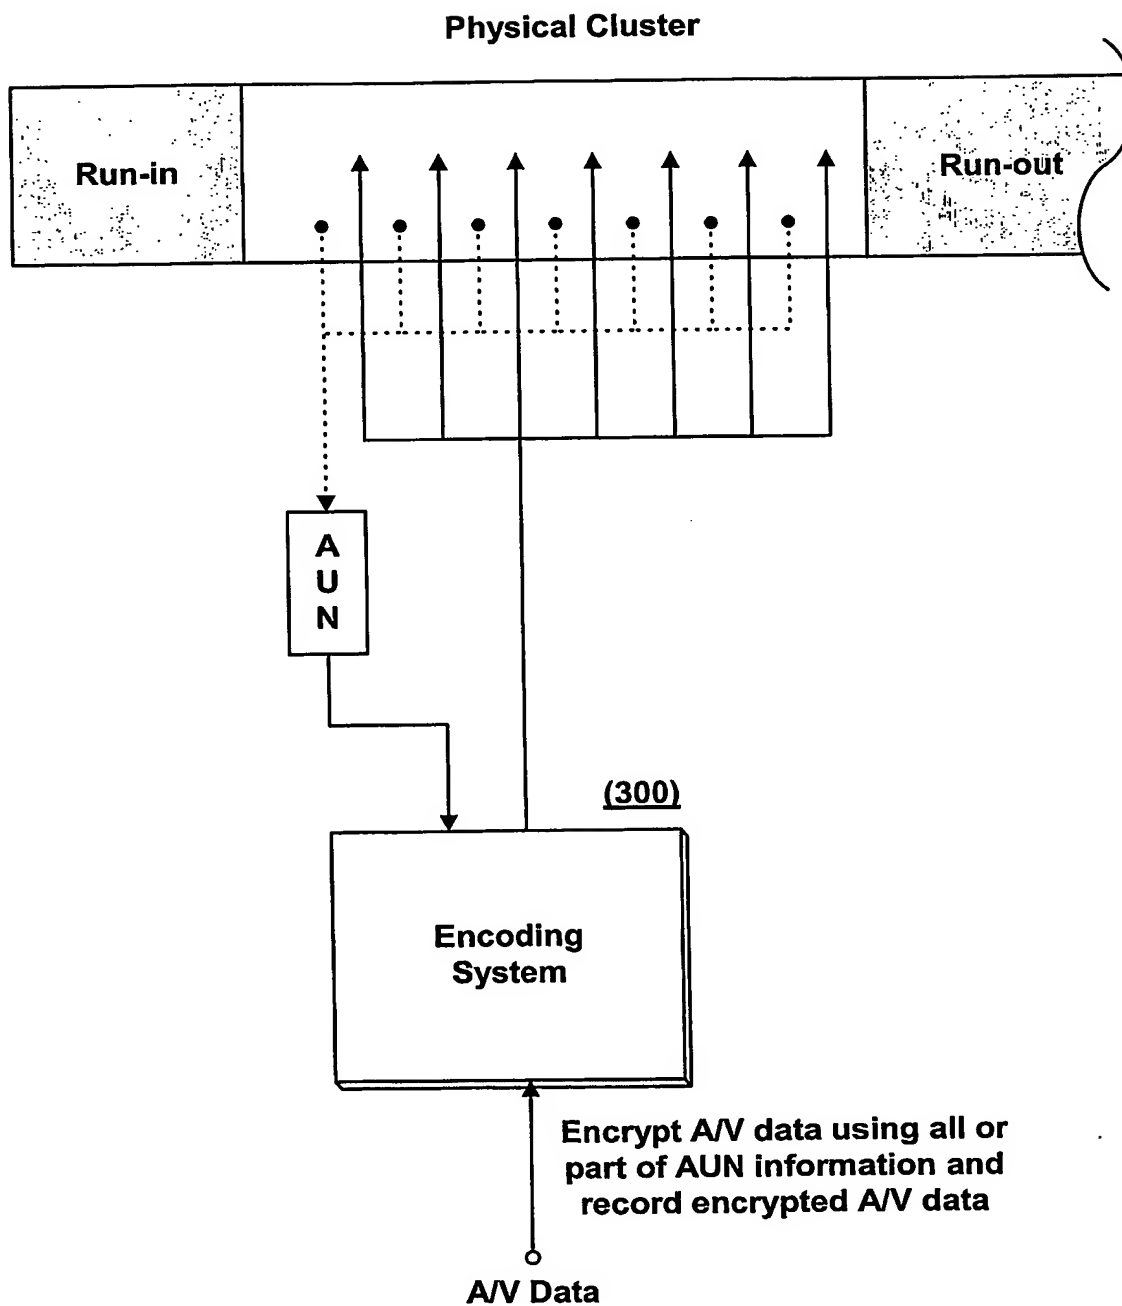 Physical Cluster
Run-in
Run-out
A
U
N
(300)
Encoding
System
Encrypt A/V data using all or
part of AUN information and
record encrypted A/V data
A/V Data